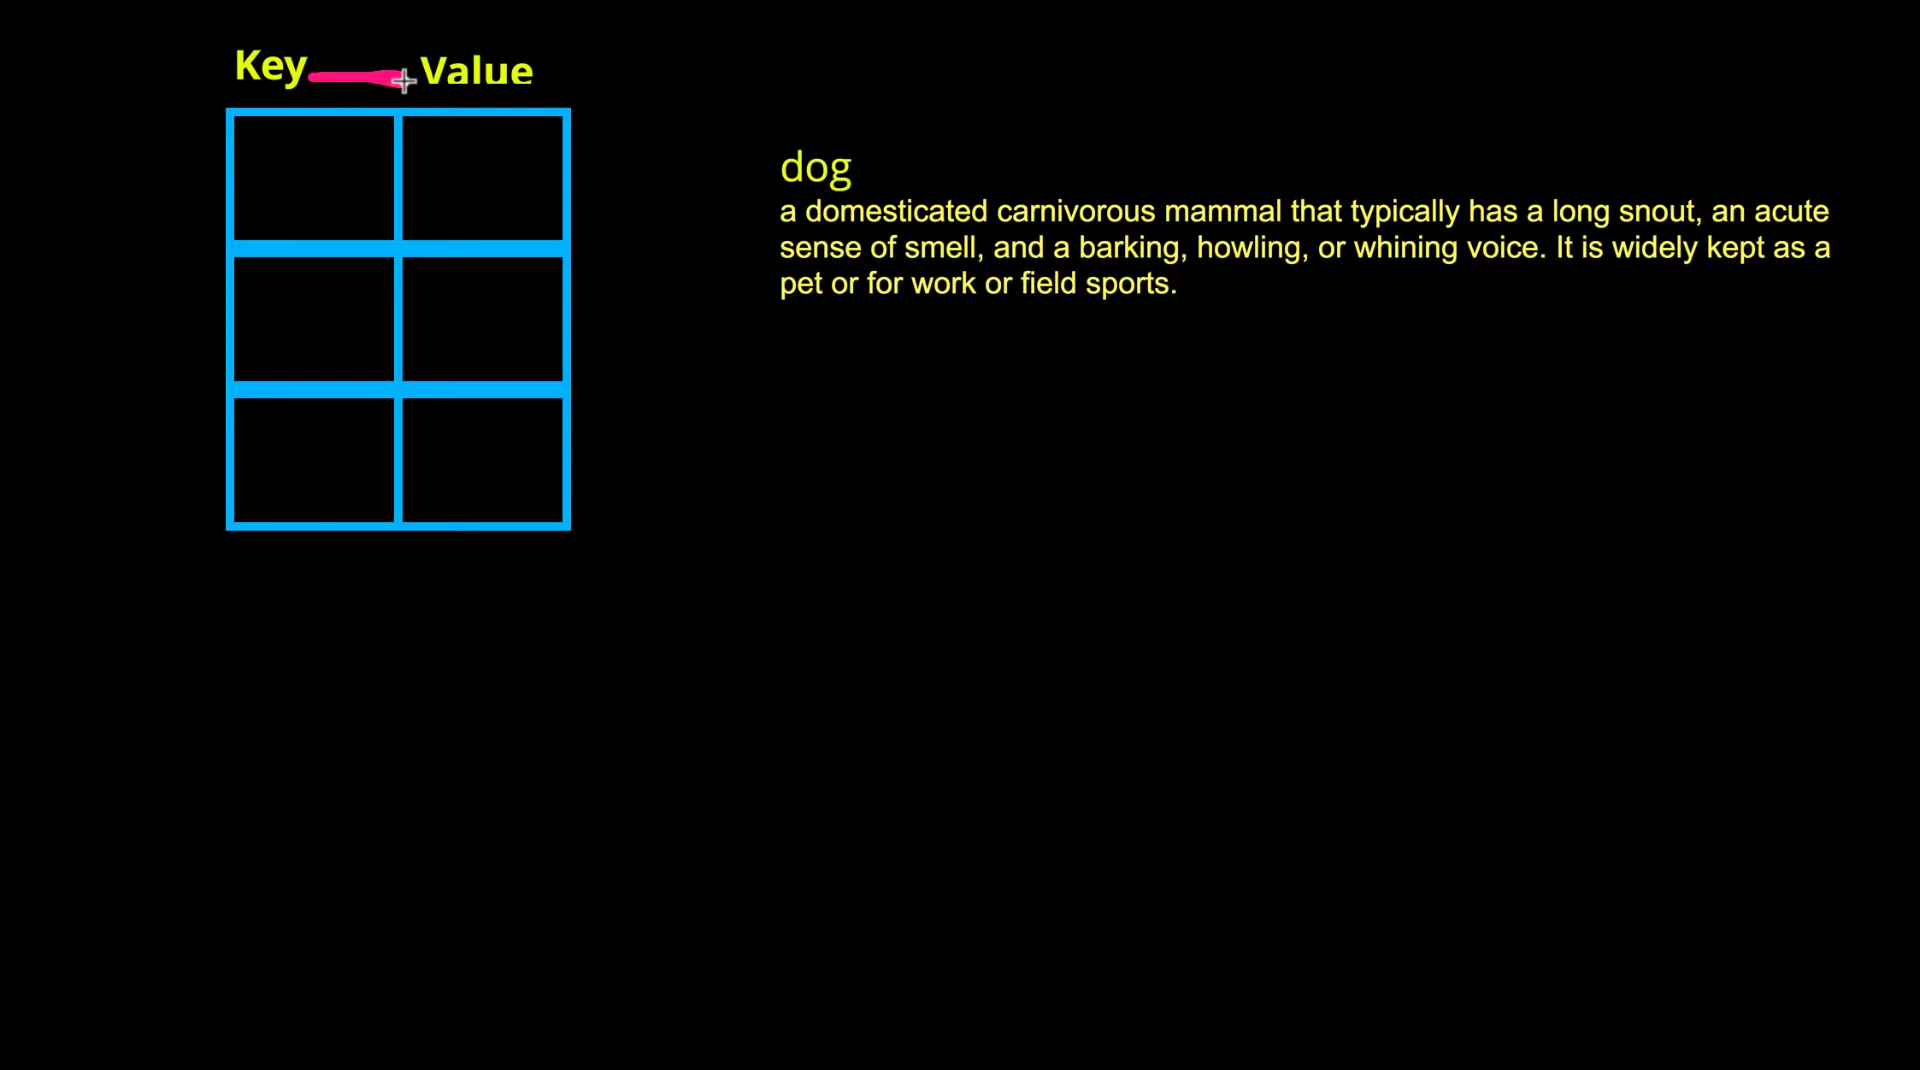 Key Value
dog
a domesticated carnivorous mammal that typically has a long snout, an acute
sense of smell, and a barking, howling, or whining voice. It is widely kept as a
pet or for work or field sports.